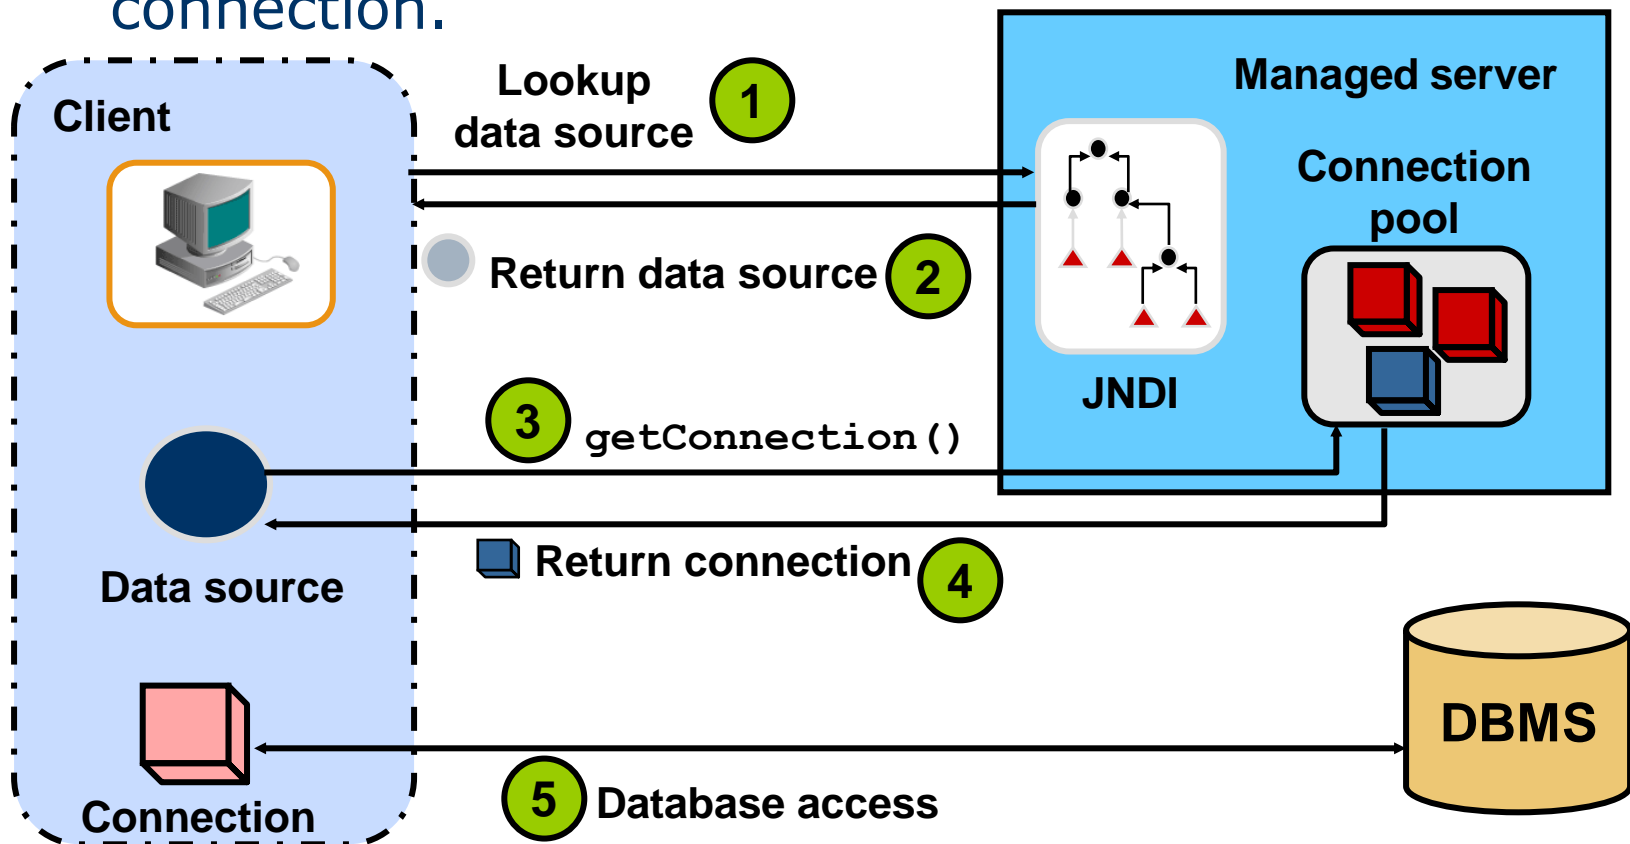 connection.
Client
Lookup
data source
1
Managed server
Connection
pool
Return data source
2
JNDI
3
getConnection()
Data source
Return connection
4
DBMS
Connection
5
Database access